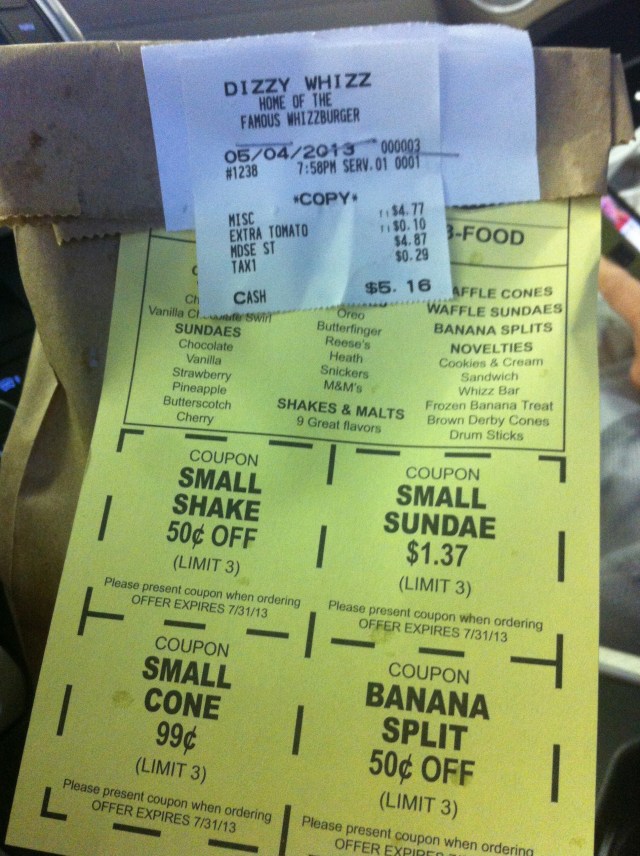 DIZZY WHIZZ
HOME OF THE
FAMOUS WHIZZBURGER
05/04/2013 000003
#1238 7:58PM SERV.01 0001
*COPY*
MISC $4.77
EXTRA TOMATO $0.10
MDSE ST $4.87
TAX1 $0.29
CASH $5.16
-FOOD
Vanilla
SUNDAES
Chocolate
Vanilla
Strawberry
Pineapple
Butterscotch
Cherry
Oreo
Butterfinger
Reese's
Heath
Snickers
M&M's
SHAKES & MALTS
9 Great flavors
AFFLE CONES
WAFFLE SUNDAES
BANANA SPLITS
NOVELTIES
Cookies & Cream
Sandwich
Whizz Bar
Frozen Banana Treat
Brown Derby Cones
Drum Sticks
COUPON
SMALL
SHAKE
50¢ OFF
(LIMIT 3)
Please present coupon when ordering
OFFER EXPIRES 7/31/13
COUPON
SMALL
SUNDAE
$1.37
(LIMIT 3)
Please present coupon when ordering
OFFER EXPIRES 7/31/13
COUPON
SMALL
CONE
99¢
(LIMIT 3)
Please present coupon when ordering
OFFER EXPIRES 7/31/13
COUPON
BANANA
SPLIT
50¢ OFF
(LIMIT 3)
Please present coupon when ordering
OFFER EXPIRES